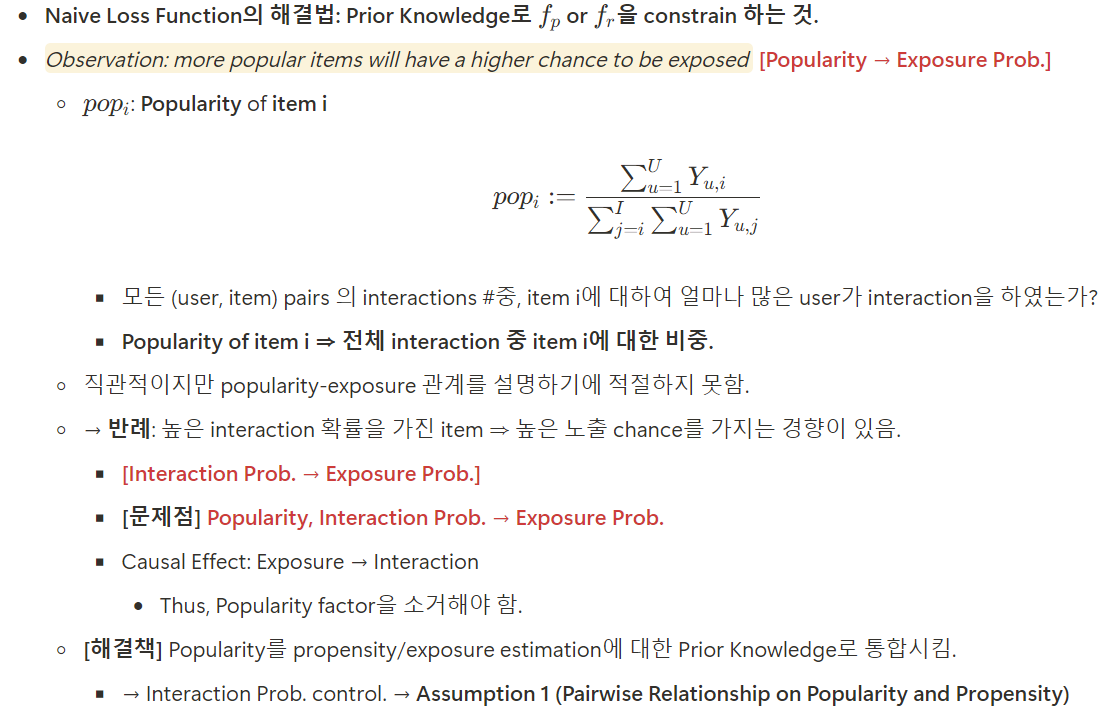 • Naive Loss Function의 해결법: Prior Knowledge로 $f_p$ or $f_r$을 constrain 하는 것.
• Observation: more popular items will have a higher chance to be exposed [Popularity → Exposure Prob.]
◦ $pop_i$: Popularity of item i
$pop_i := \frac{\sum_{u=1}^{U} Y_{u,i}}{\sum_{j=i}^{I} \sum_{u=1}^{U} Y_{u,j}}$
▪ 모든 (user, item) pairs 의 interactions #중, item i에 대하여 얼마나 많은 user가 interaction을 하였는가?
▪ Popularity of item i ⇒ 전체 interaction 중 item i에 대한 비중.
◦ 직관적이지만 popularity-exposure 관계를 설명하기에 적절하지 못함.
◦ → 반례: 높은 interaction 확률을 가진 item ⇒ 높은 노출 chance를 가지는 경향이 있음.
▪ [Interaction Prob. → Exposure Prob.]
▪ [문제점] Popularity, Interaction Prob. → Exposure Prob.
▪ Causal Effect: Exposure → Interaction
• Thus, Popularity factor을 소거해야 함.
◦ [해결책] Popularity를 propensity/exposure estimation에 대한 Prior Knowledge로 통합시킴.
▪ → Interaction Prob. control. → Assumption 1 (Pairwise Relationship on Popularity and Propensity)